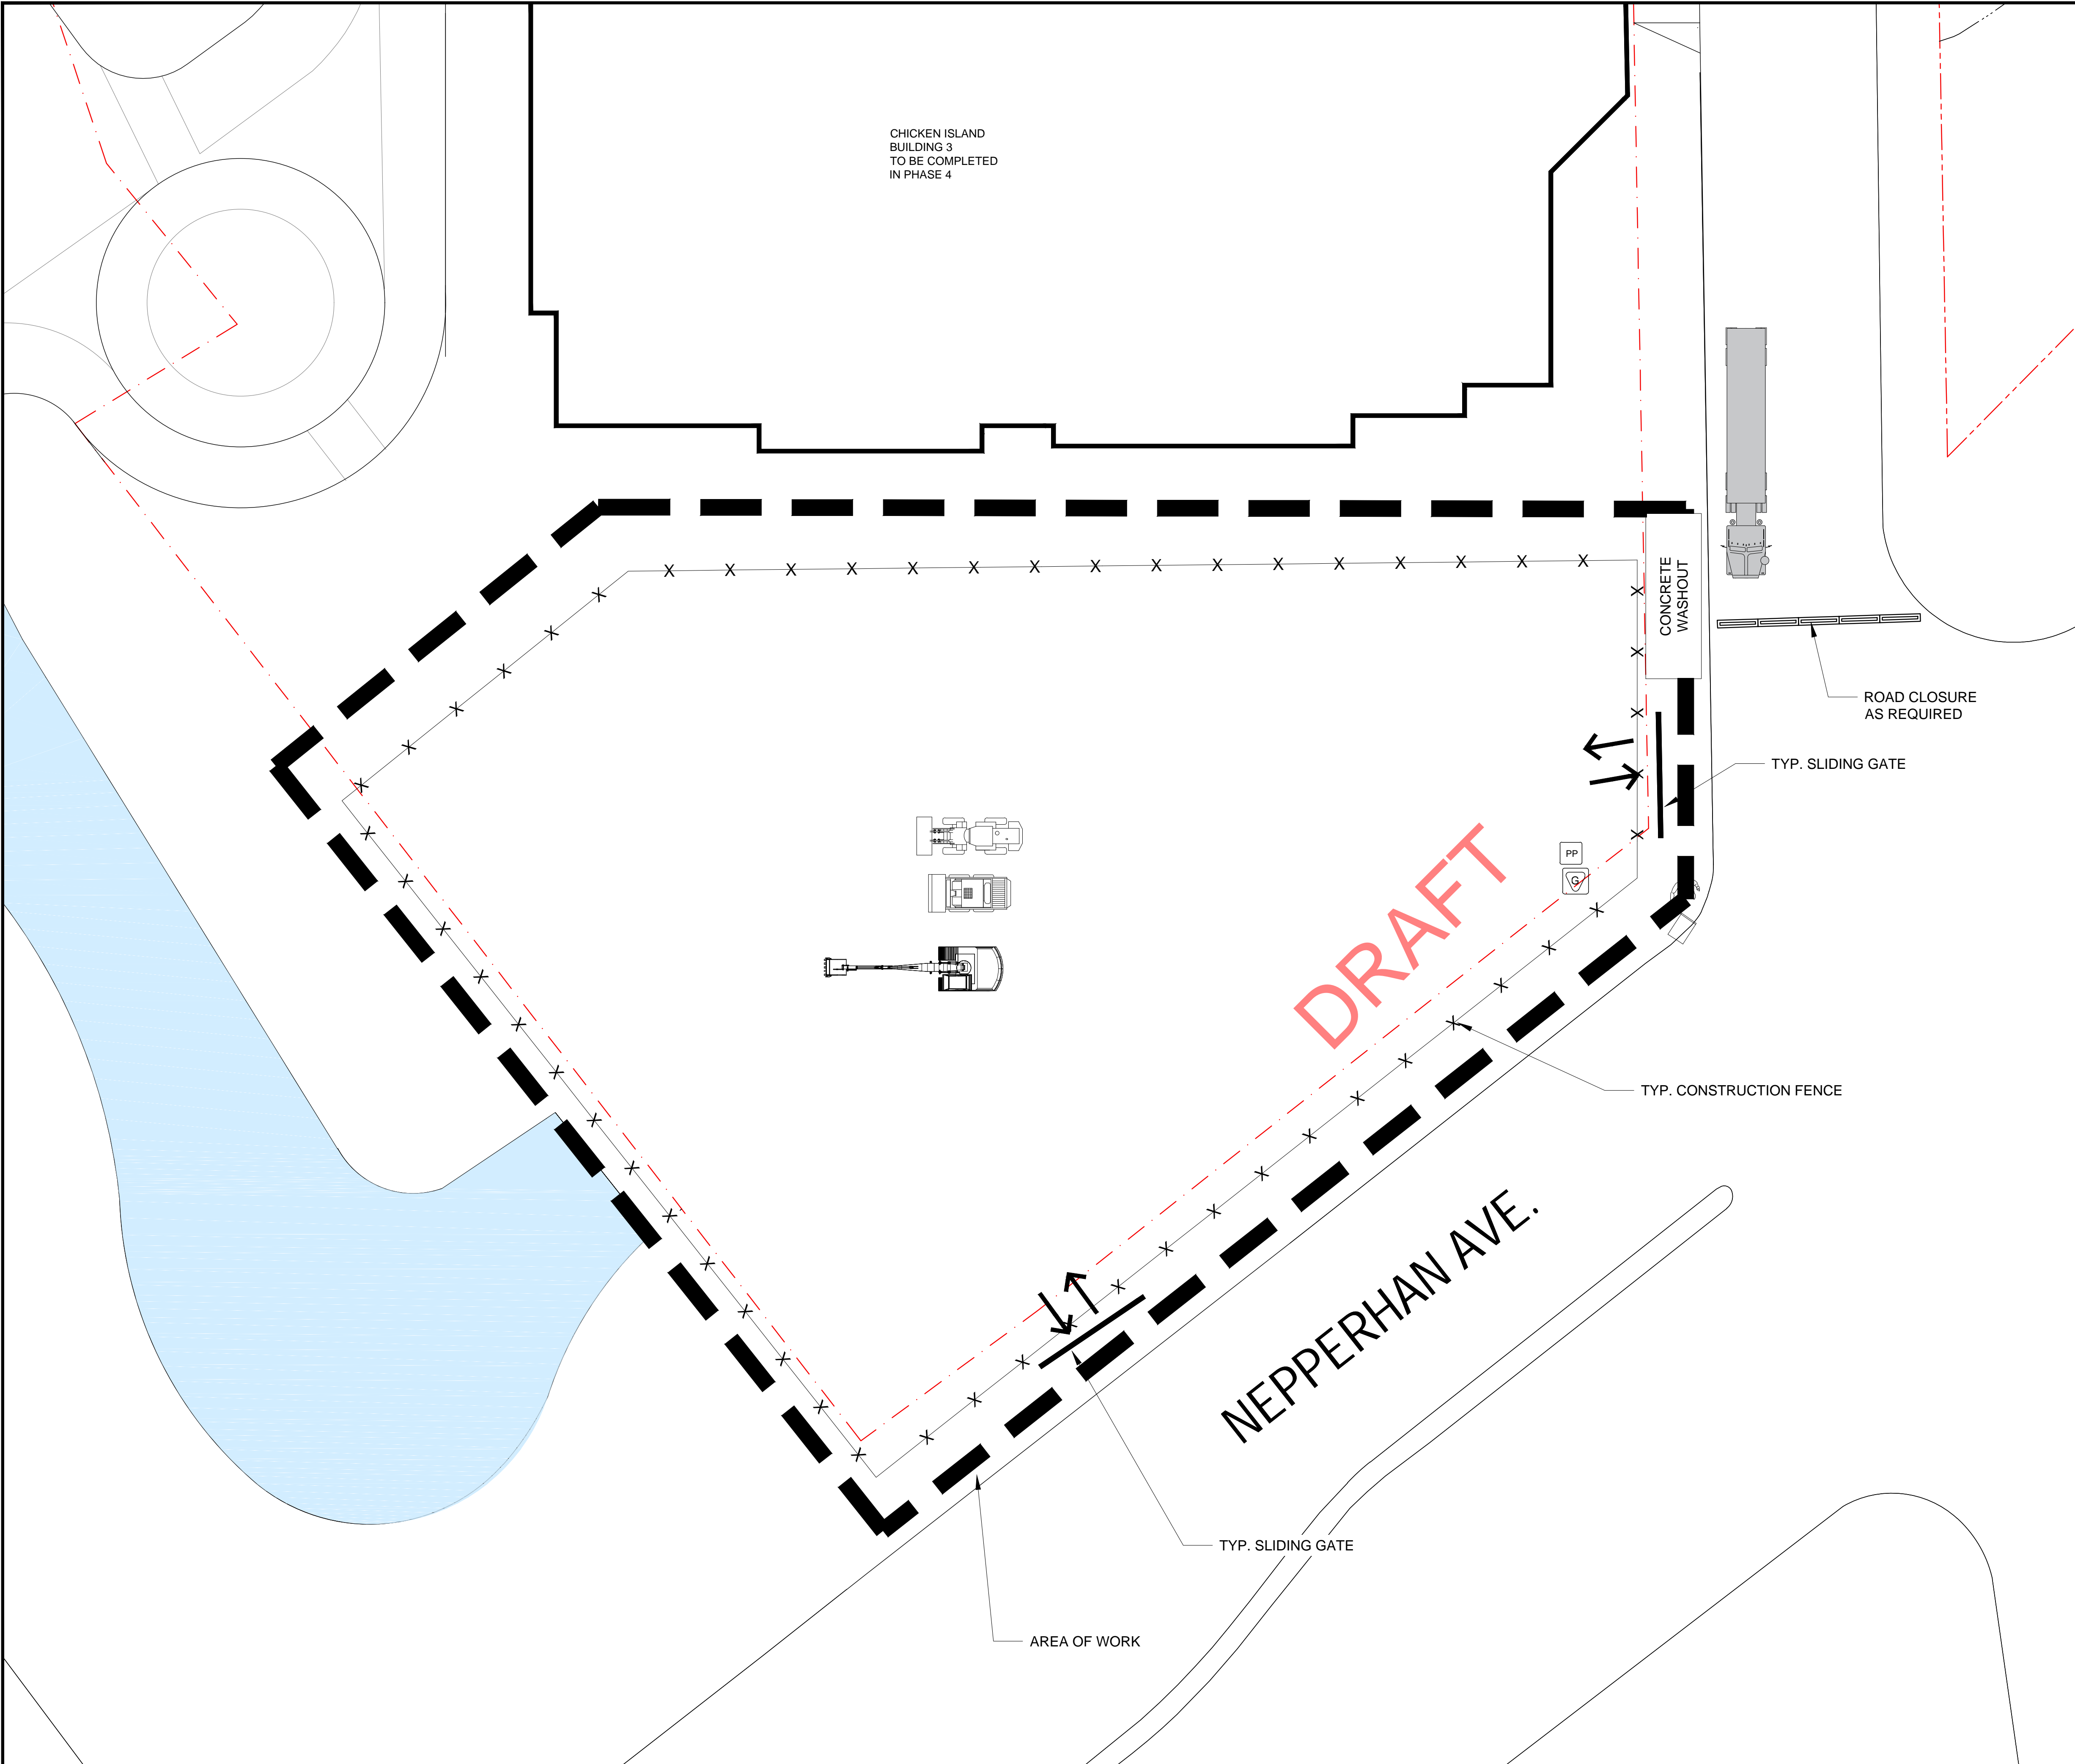 CHICKEN ISLAND
BUILDING 3
TO BE COMPLETED
IN PHASE 4
CONCRETE
WASHOUT
ROAD CLOSURE
AS REQUIRED
TYP. SLIDING GATE
PP
G
DRAFT
TYP. CONSTRUCTION FENCE
NEPPERHAN AVE.
TYP. SLIDING GATE
AREA OF WORK